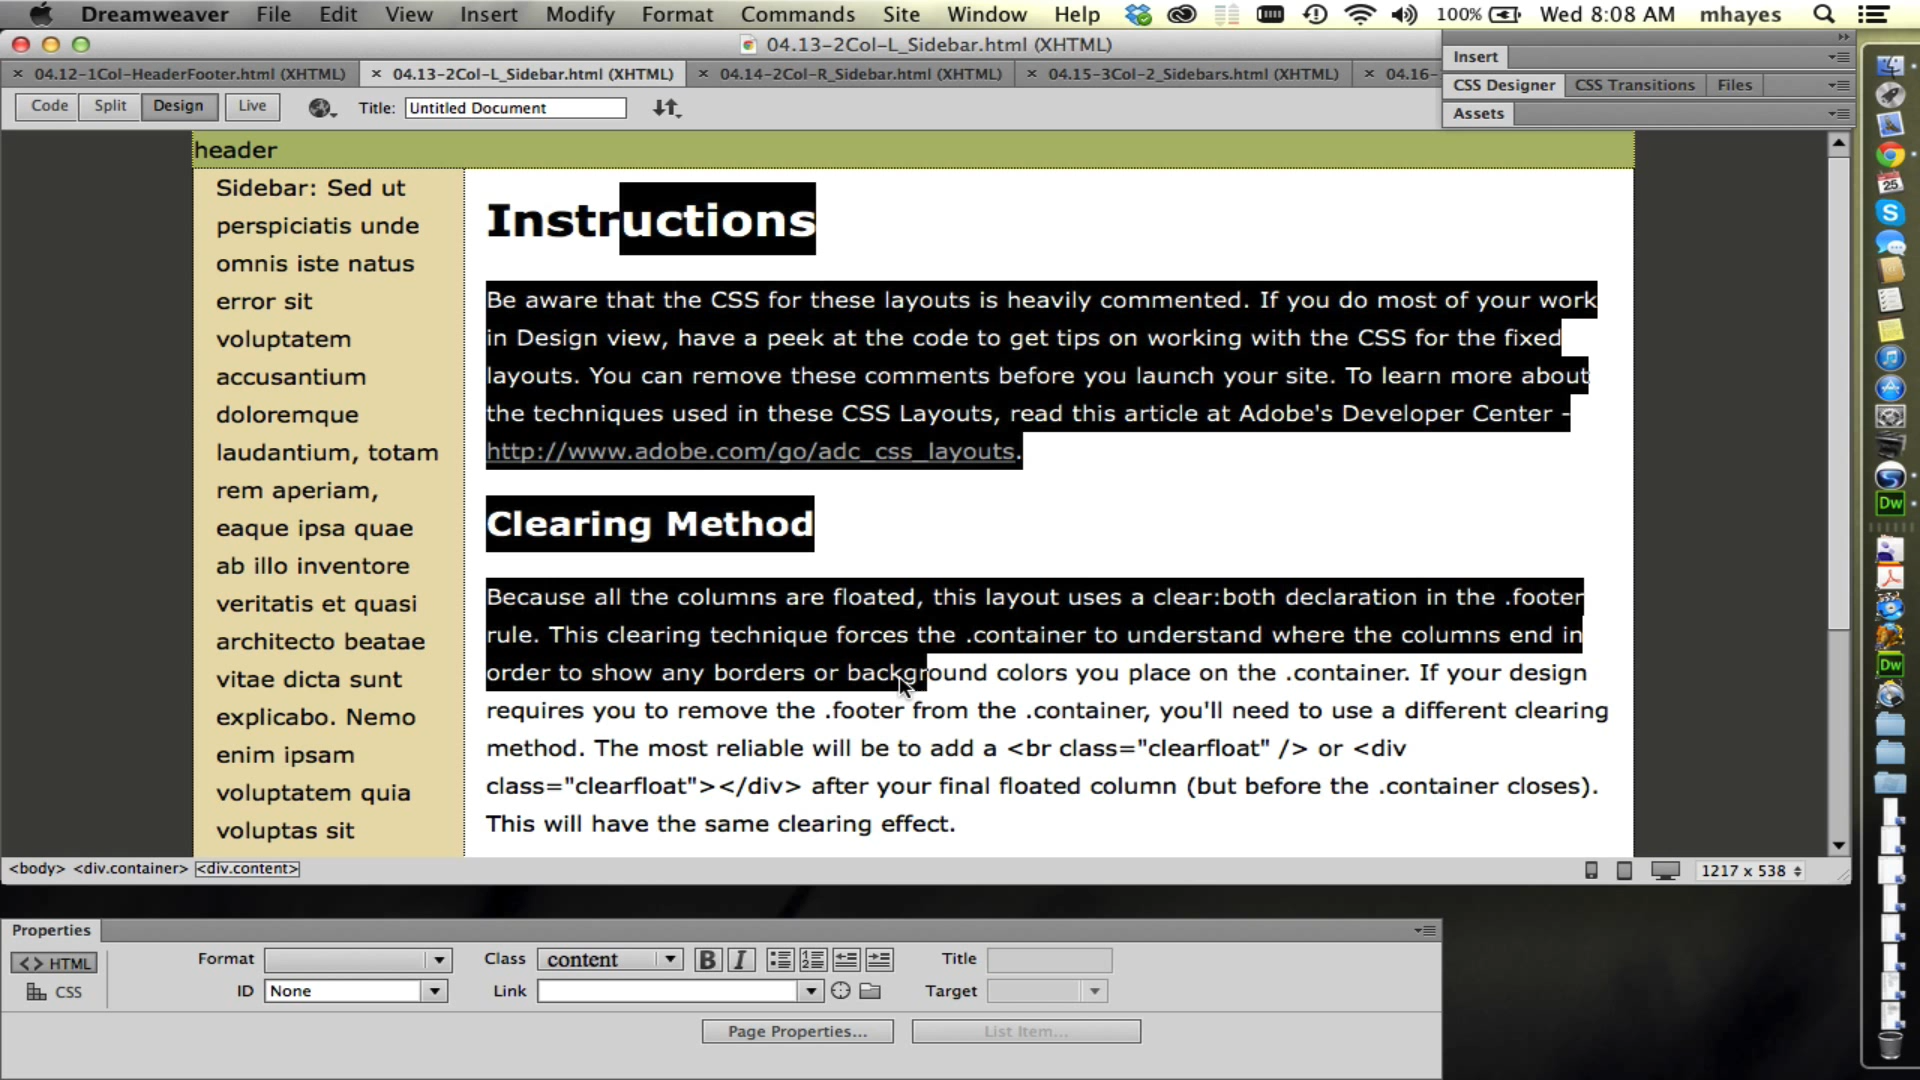 Dreamweaver File Edit View Insert Modify Format Commands Site Window Help 100% Wed 8:08 AM mhayes
04.13-2Col-L_Sidebar.html (XHTML)
04.12-1Col-HeaderFooter.html (XHTML) 04.13-2Col-L_Sidebar.html (XHTML) 04.14-2Col-R_Sidebar.html (XHTML) 04.15-3Col-2_Sidebars.html (XHTML) 04.16-
Insert
CSS Designer CSS Transitions Files
Assets
Code Split Design Live Title: Untitled Document
header
Sidebar: Sed ut
perspiciatis unde
omnis iste natus
error sit
voluptatem
accusantium
doloremque
laudantium, totam
rem aperiam,
eaque ipsa quae
ab illo inventore
veritatis et quasi
architecto beatae
vitae dicta sunt
explicabo. Nemo
enim ipsam
voluptatem quia
voluptas sit
Instructions
Be aware that the CSS for these layouts is heavily commented. If you do most of your work
in Design view, have a peek at the code to get tips on working with the CSS for the fixed
layouts. You can remove these comments before you launch your site. To learn more about
the techniques used in these CSS Layouts, read this article at Adobe's Developer Center -
http://www.adobe.com/go/adc_css_layouts.
Clearing Method
Because all the columns are floated, this layout uses a clear:both declaration in the .footer
rule. This clearing technique forces the .container to understand where the columns end in
order to show any borders or background colors you place on the .container. If your design
requires you to remove the .footer from the .container, you'll need to use a different clearing
method. The most reliable will be to add a <br class="clearfloat" /> or <div
class="clearfloat"></div> after your final floated column (but before the .container closes).
This will have the same clearing effect.
<body> <div.container> <div.content> 1217 x 538
Properties
<> HTML Format Class content B I Title
CSS ID None Link Target
Page Properties... List Item...
25
S
Dw
Dw